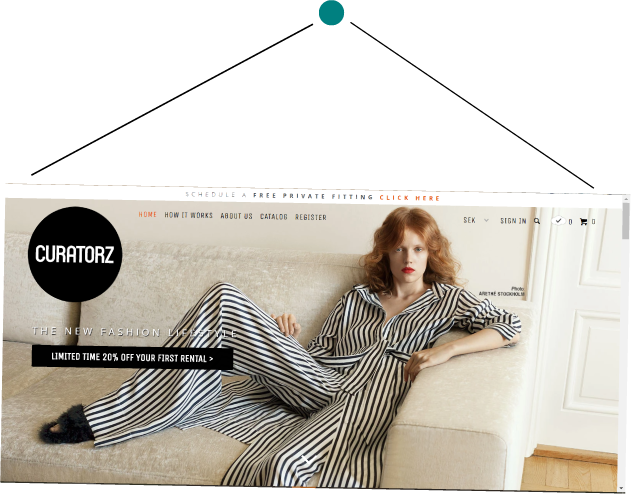 SCHEDULE A FREE PRIVATE FITTING CLICK HERE
HOME HOW IT WORKS ABOUT US CATALOG REGISTER
SEK SIGN IN 0 0
CURATORZ
Photo
ARETHÉ STOCKHOLM
THE NEW FASHION LIFESTYLE
LIMITED TIME 20% OFF YOUR FIRST RENTAL >